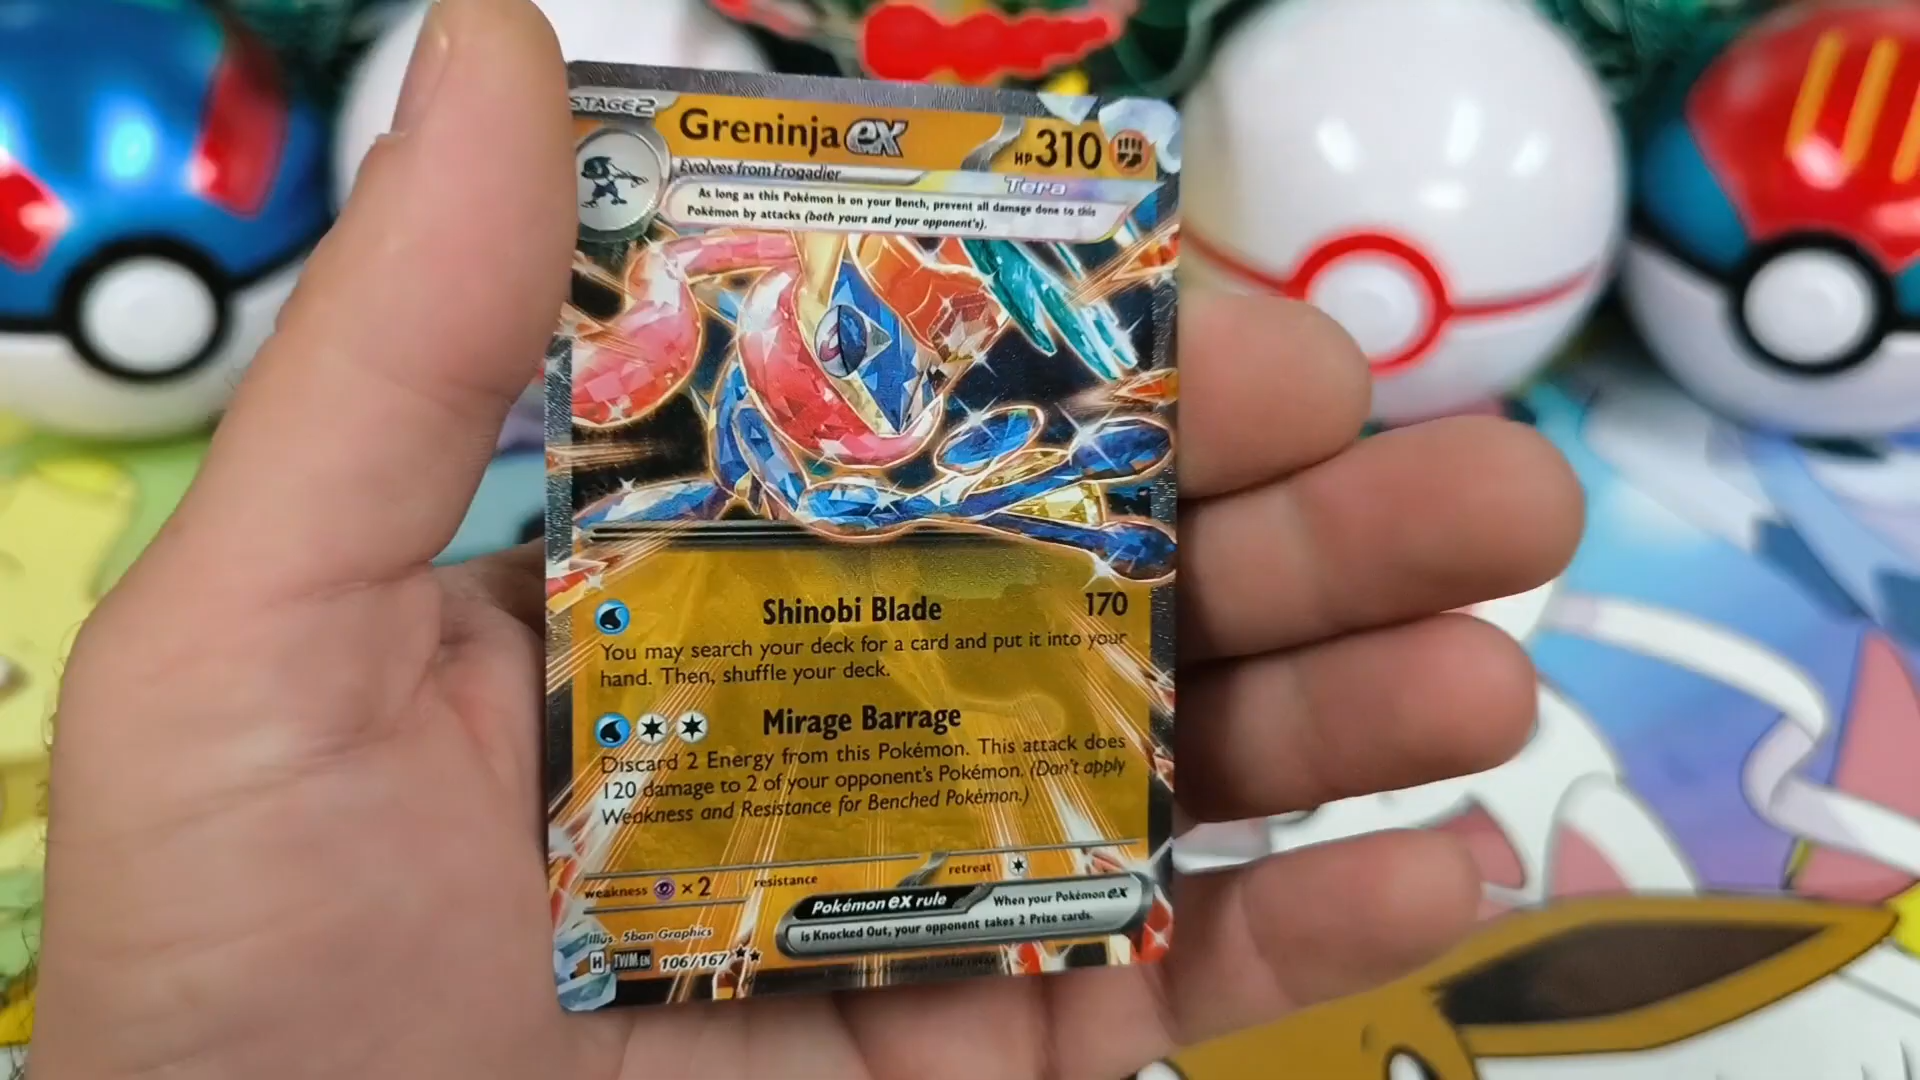 STAGE2
Greninja ex
HP 310
Evolves from Frogadier
Tera
As long as this Pokémon is on your Bench, prevent all damage done to this
Pokémon by attacks (both yours and your opponent's).
Shinobi Blade 170
You may search your deck for a card and put it into your
hand. Then, shuffle your deck.
Mirage Barrage
Discard 2 Energy from this Pokémon. This attack does
120 damage to 2 of your opponent's Pokémon. (Don't apply
Weakness and Resistance for Benched Pokémon.)
weakness ×2 resistance retreat
Pokémon ex rule When your Pokémon ex
is Knocked Out, your opponent takes 2 Prize cards.
Illus. 5ban Graphics
H TWM EN 106/167